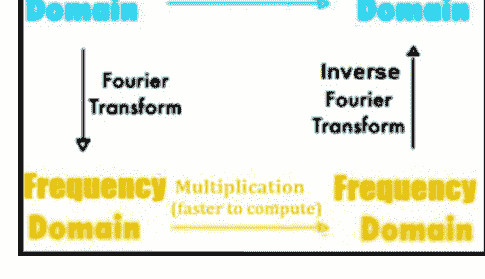 Domain Domain
Fourier
Transform
Inverse
Fourier
Transform
Frequency Multiplication Frequency
Domain (faster to compute) Domain